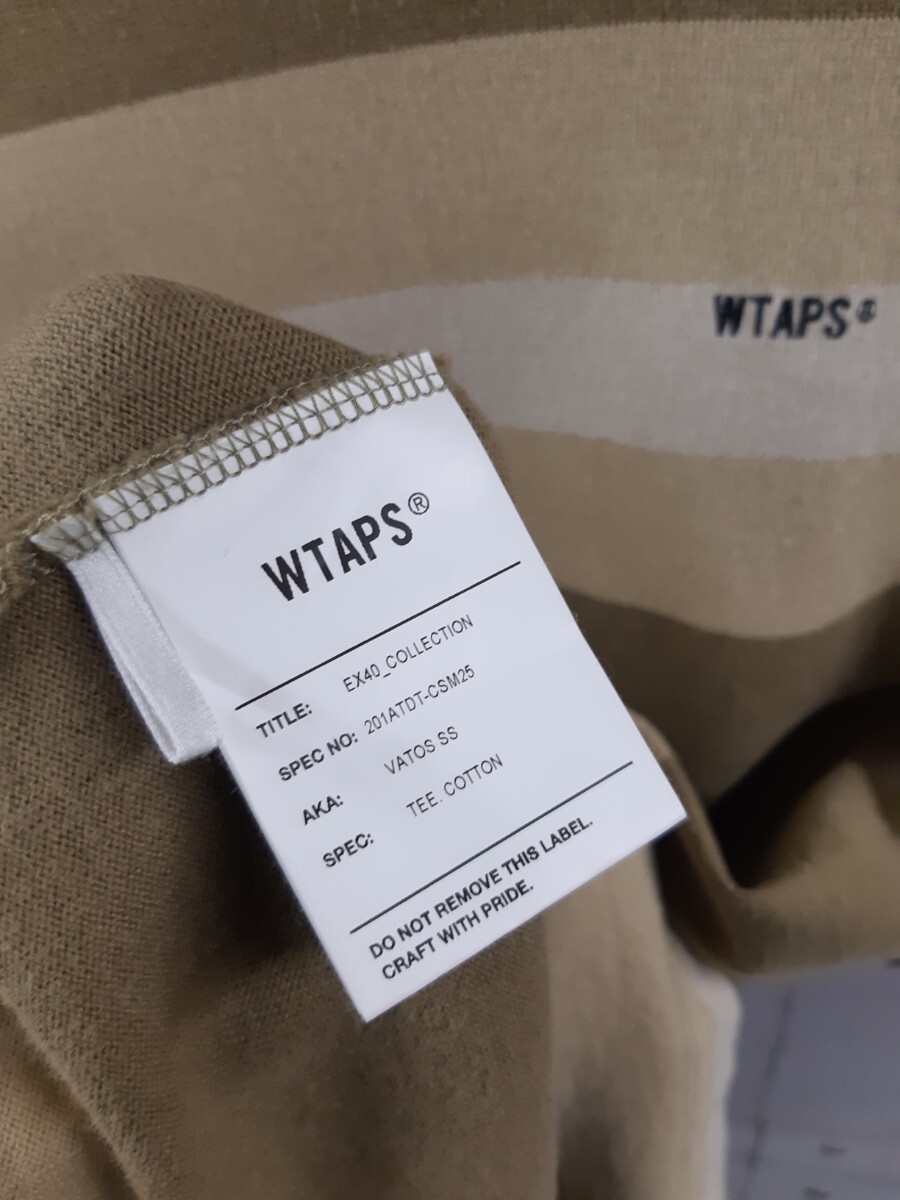 WTAPS®
WTAPS®
TITLE: EX40_COLLECTION
SPEC NO: 201ATDT-CSM25
AKA: VATOS SS
SPEC: TEE. COTTON
DO NOT REMOVE THIS LABEL.
CRAFT WITH PRIDE.